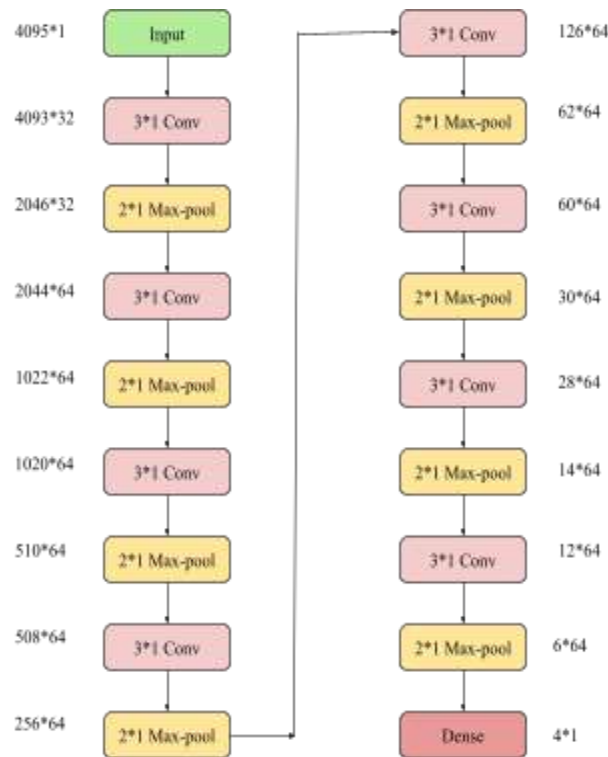 4095*1
Input
4093*32
3*1 Conv
2046*32
2*1 Max-pool
2044*64
3*1 Conv
1022*64
2*1 Max-pool
1020*64
3*1 Conv
510*64
2*1 Max-pool
508*64
3*1 Conv
256*64
2*1 Max-pool
3*1 Conv
126*64
2*1 Max-pool
62*64
3*1 Conv
60*64
2*1 Max-pool
30*64
3*1 Conv
28*64
2*1 Max-pool
14*64
3*1 Conv
12*64
2*1 Max-pool
6*64
Dense
4*1